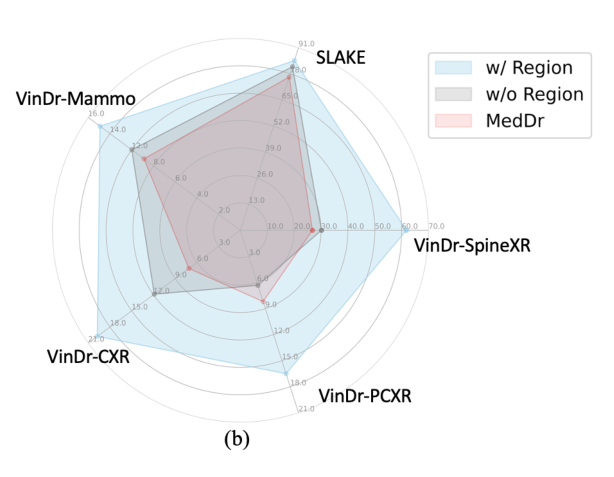 91.0
SLAKE
w/ Region
w/o Region
MedDr
78.0
65.0
52.0
39.0
26.0
13.0
VinDr-Mammo
16.0
14.0
12.0
8.0
6.0
4.0
2.0
10.0 20.0 30.0 40.0 50.0 60.0 70.0
VinDr-SpineXR
3.0
6.0
9.0
12.0
15.0
18.0
21.0
VinDr-CXR
3.0
6.0
9.0
12.0
15.0
18.0
21.0
VinDr-PCXR
(b)